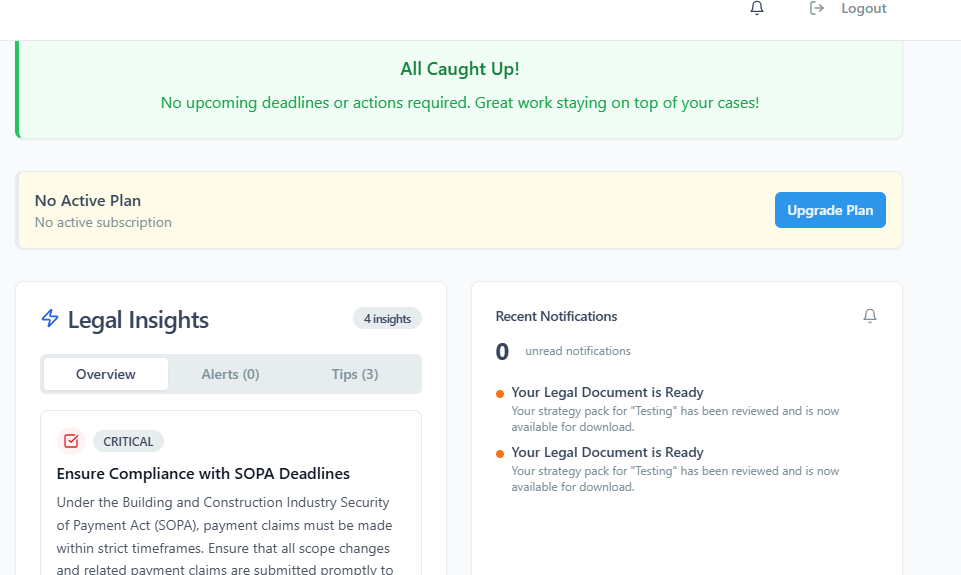 Logout
All Caught Up!
No upcoming deadlines or actions required. Great work staying on top of your cases!
No Active Plan
No active subscription
Upgrade Plan
Legal Insights
4 insights
Overview
Alerts (0)
Tips (3)
CRITICAL
Ensure Compliance with SOPA Deadlines
Under the Building and Construction Industry Security
of Payment Act (SOPA), payment claims must be made
within strict timeframes. Ensure that all scope changes
and related payment claims are submitted promptly to
Recent Notifications
0 unread notifications
Your Legal Document is Ready
Your strategy pack for "Testing" has been reviewed and is now
available for download.
Your Legal Document is Ready
Your strategy pack for "Testing" has been reviewed and is now
available for download.